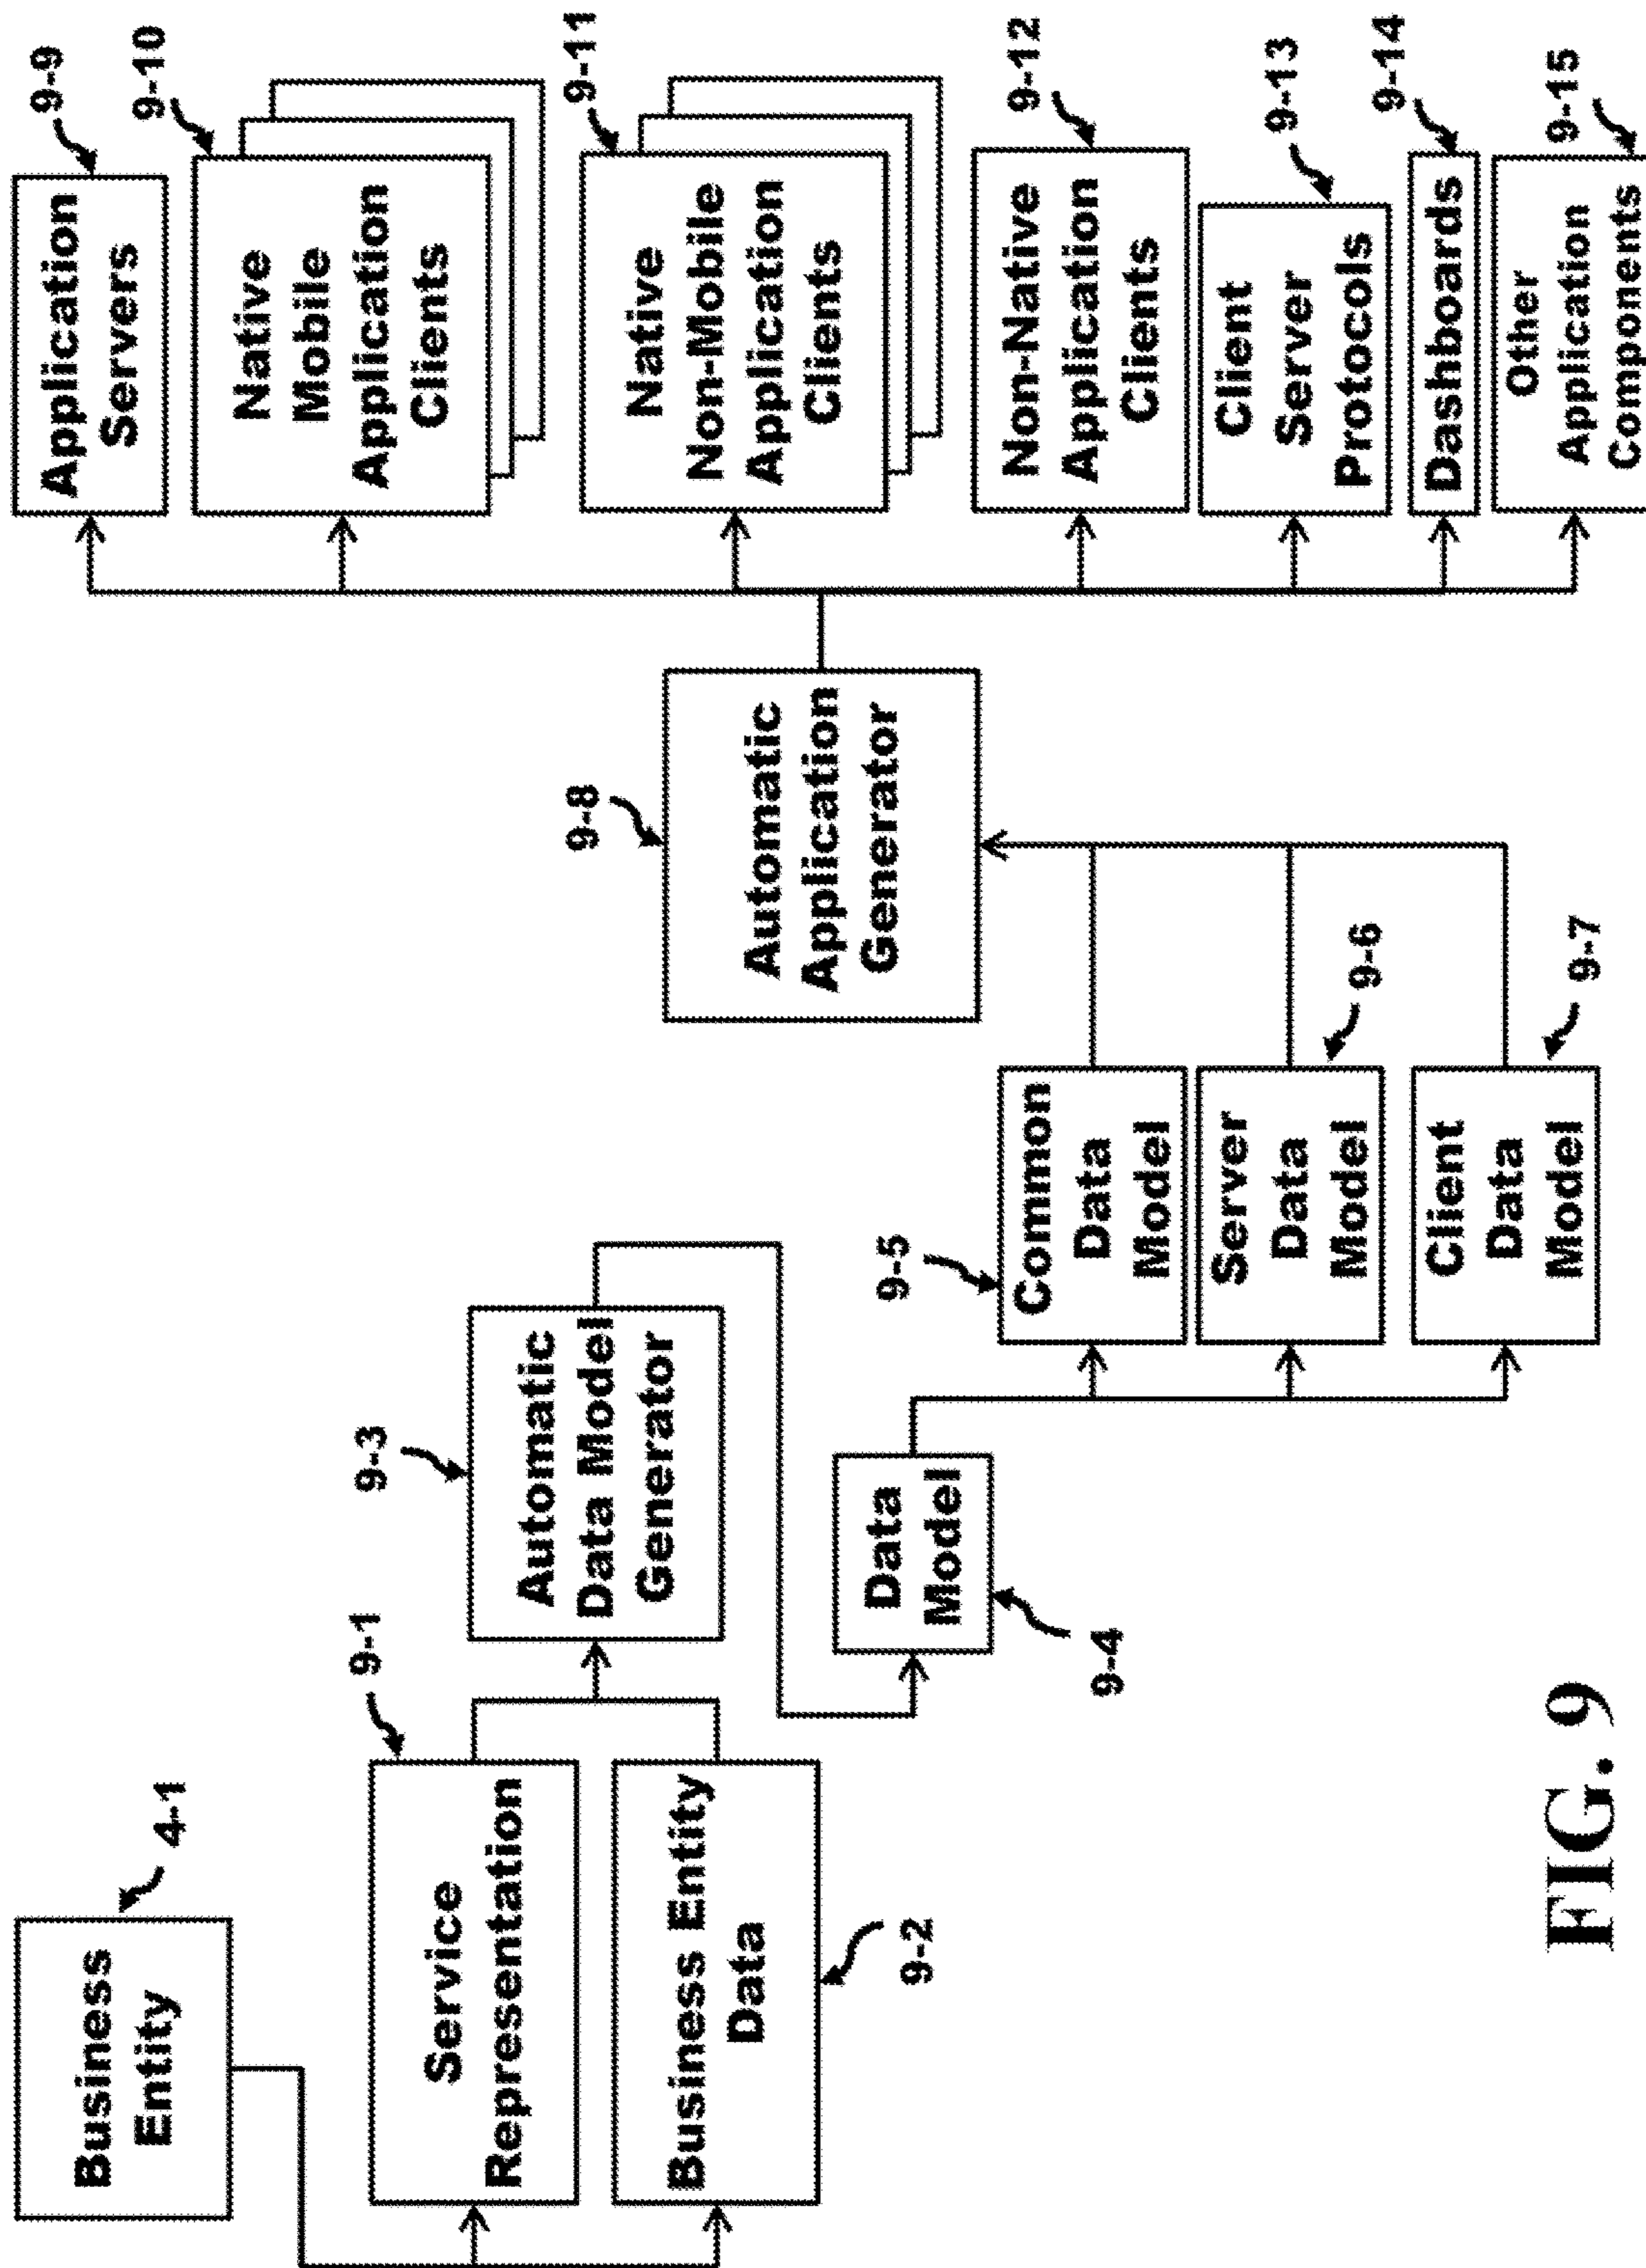 4-1
Business
Entity
9-1
Service
Representation
Business Entity
Data
9-2
9-3
Automatic
Data Model
Generator
Data
Model
9-4
9-5
Common
Data
Model
Server
Data
Model
9-6
Client
Data
Model
9-7
9-8
Automatic
Application
Generator
9-9
Application
Servers
9-10
Native
Mobile
Application
Clients
9-11
Native
Non-Mobile
Application
Clients
9-12
Non-Native
Application
Clients
9-13
Client
Server
Protocols
9-14
Dashboards
9-15
Other
Application
Components
FIG. 9